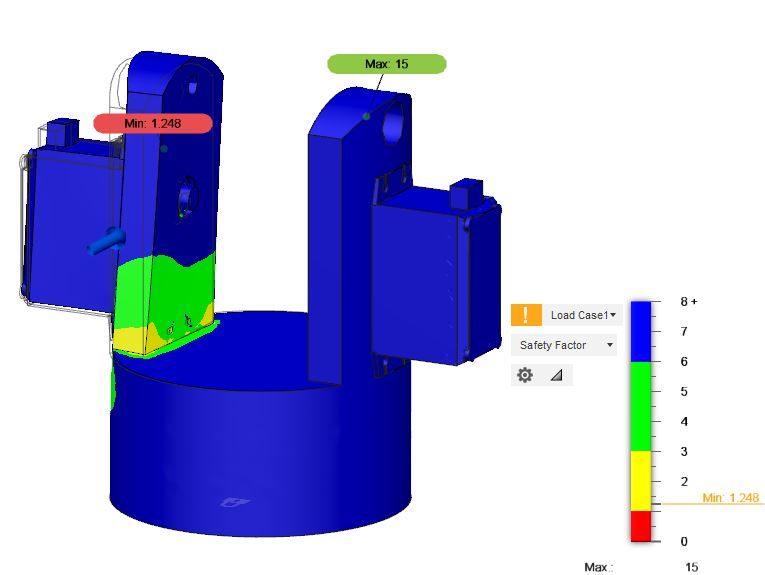 Max: 15
Min: 1.248
! Load Case1
Safety Factor
8 +
7
6
5
4
3
2
Min: 1.248
0
Max.: 15